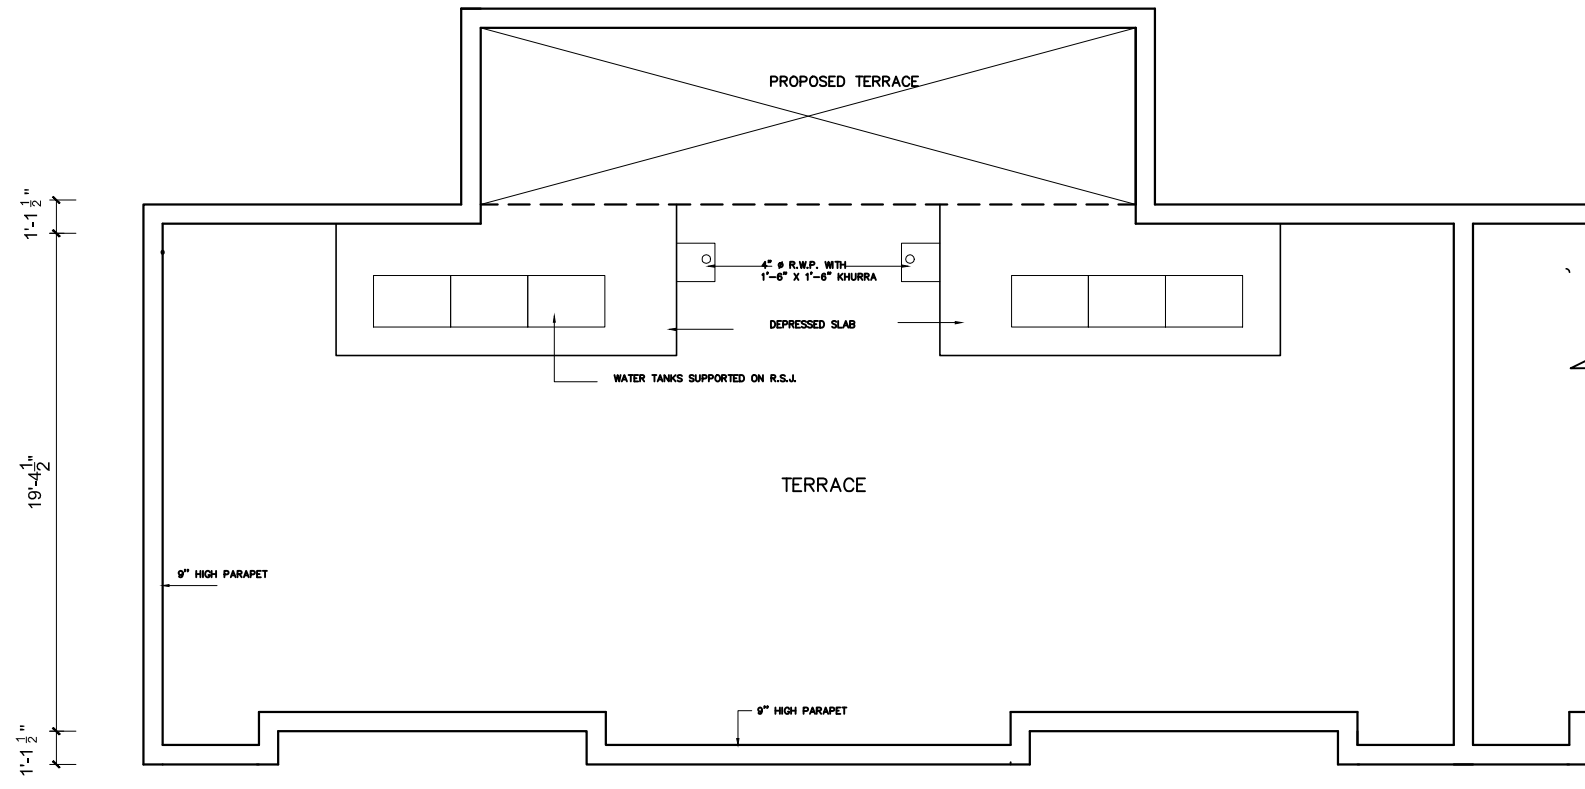 PROPOSED TERRACE
1'-1 1/2"
4" ø R.W.P. WITH
1'-6" X 1'-6" KHURRA
DEPRESSED SLAB
WATER TANKS SUPPORTED ON R.S.J.
19'-4 1/2"
TERRACE
9" HIGH PARAPET
9" HIGH PARAPET
1'-1 1/2"